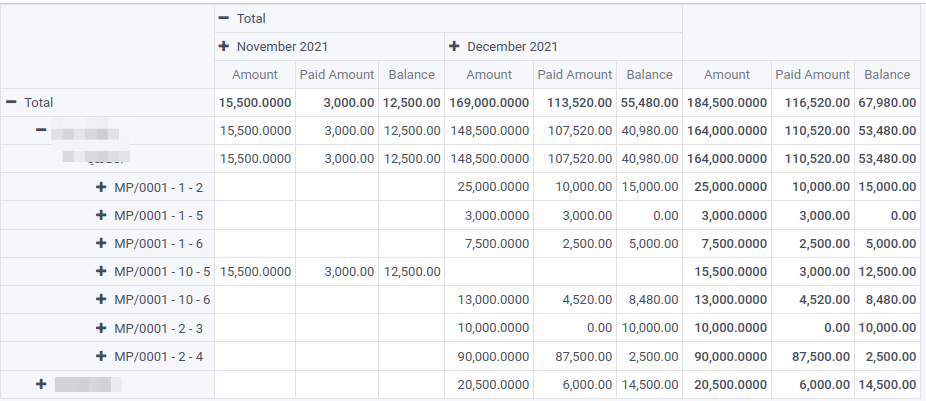 Total
November 2021 December 2021
Amount Paid Amount Balance Amount Paid Amount Balance Amount Paid Amount Balance
Total 15,500.0000 3,000.00 12,500.00 169,000.0000 113,520.00 55,480.00 184,500.0000 116,520.00 67,980.00
15,500.0000 3,000.00 12,500.00 148,500.0000 107,520.00 40,980.00 164,000.0000 110,520.00 53,480.00
15,500.0000 3,000.00 12,500.00 148,500.0000 107,520.00 40,980.00 164,000.0000 110,520.00 53,480.00
MP/0001 - 1 - 2 25,000.0000 10,000.00 15,000.00 25,000.0000 10,000.00 15,000.00
MP/0001 - 1 - 5 3,000.0000 3,000.00 0.00 3,000.0000 3,000.00 0.00
MP/0001 - 1 - 6 7,500.0000 2,500.00 5,000.00 7,500.0000 2,500.00 5,000.00
MP/0001 - 10 - 5 15,500.0000 3,000.00 12,500.00 15,500.0000 3,000.00 12,500.00
MP/0001 - 10 - 6 13,000.0000 4,520.00 8,480.00 13,000.0000 4,520.00 8,480.00
MP/0001 - 2 - 3 10,000.0000 0.00 10,000.00 10,000.0000 0.00 10,000.00
MP/0001 - 2 - 4 90,000.0000 87,500.00 2,500.00 90,000.0000 87,500.00 2,500.00
20,500.0000 6,000.00 14,500.00 20,500.0000 6,000.00 14,500.00